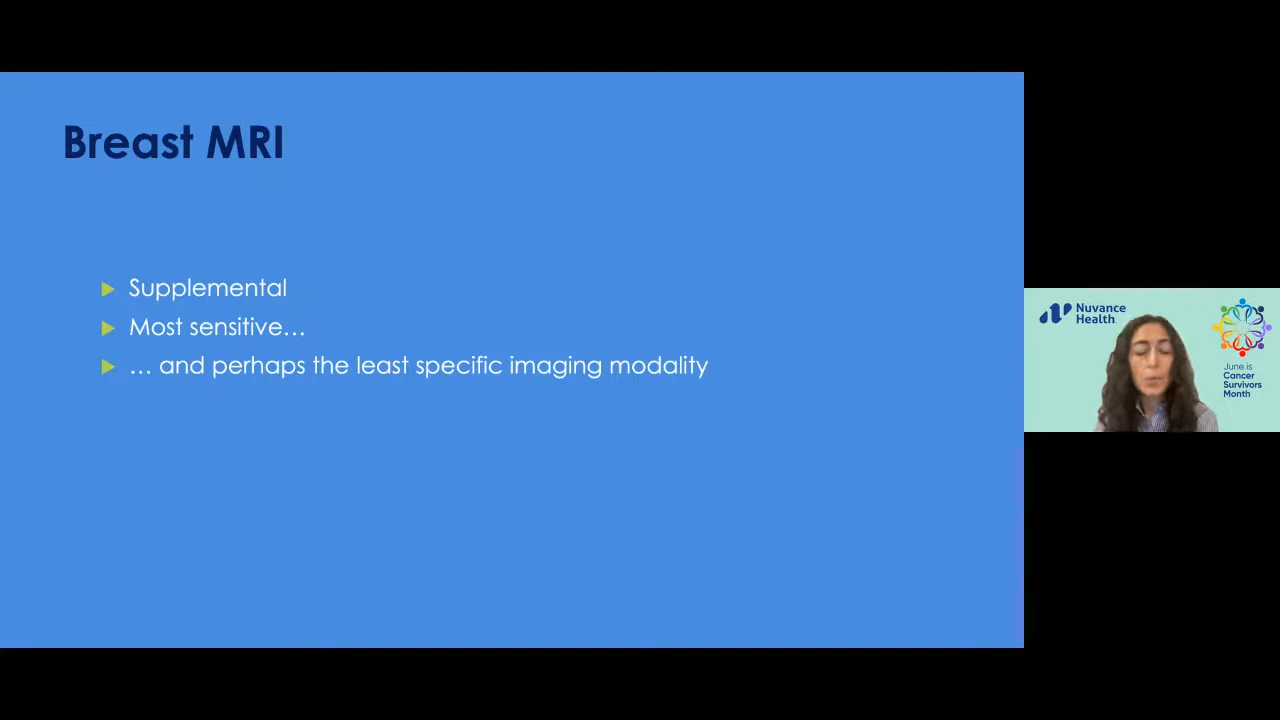 Breast MRI
Supplemental
Most sensitive…
… and perhaps the least specific imaging modality
Nuvance
Health
June is
Cancer
Survivors
Month